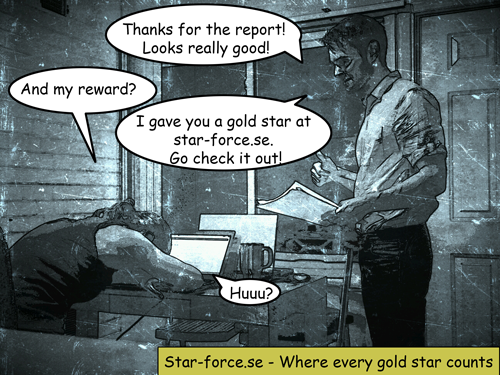 Thanks for the report!
Looks really good!
And my reward?
I gave you a gold star at
star-force.se.
Go check it out!
Huuu?
Star-force.se - Where every gold star counts